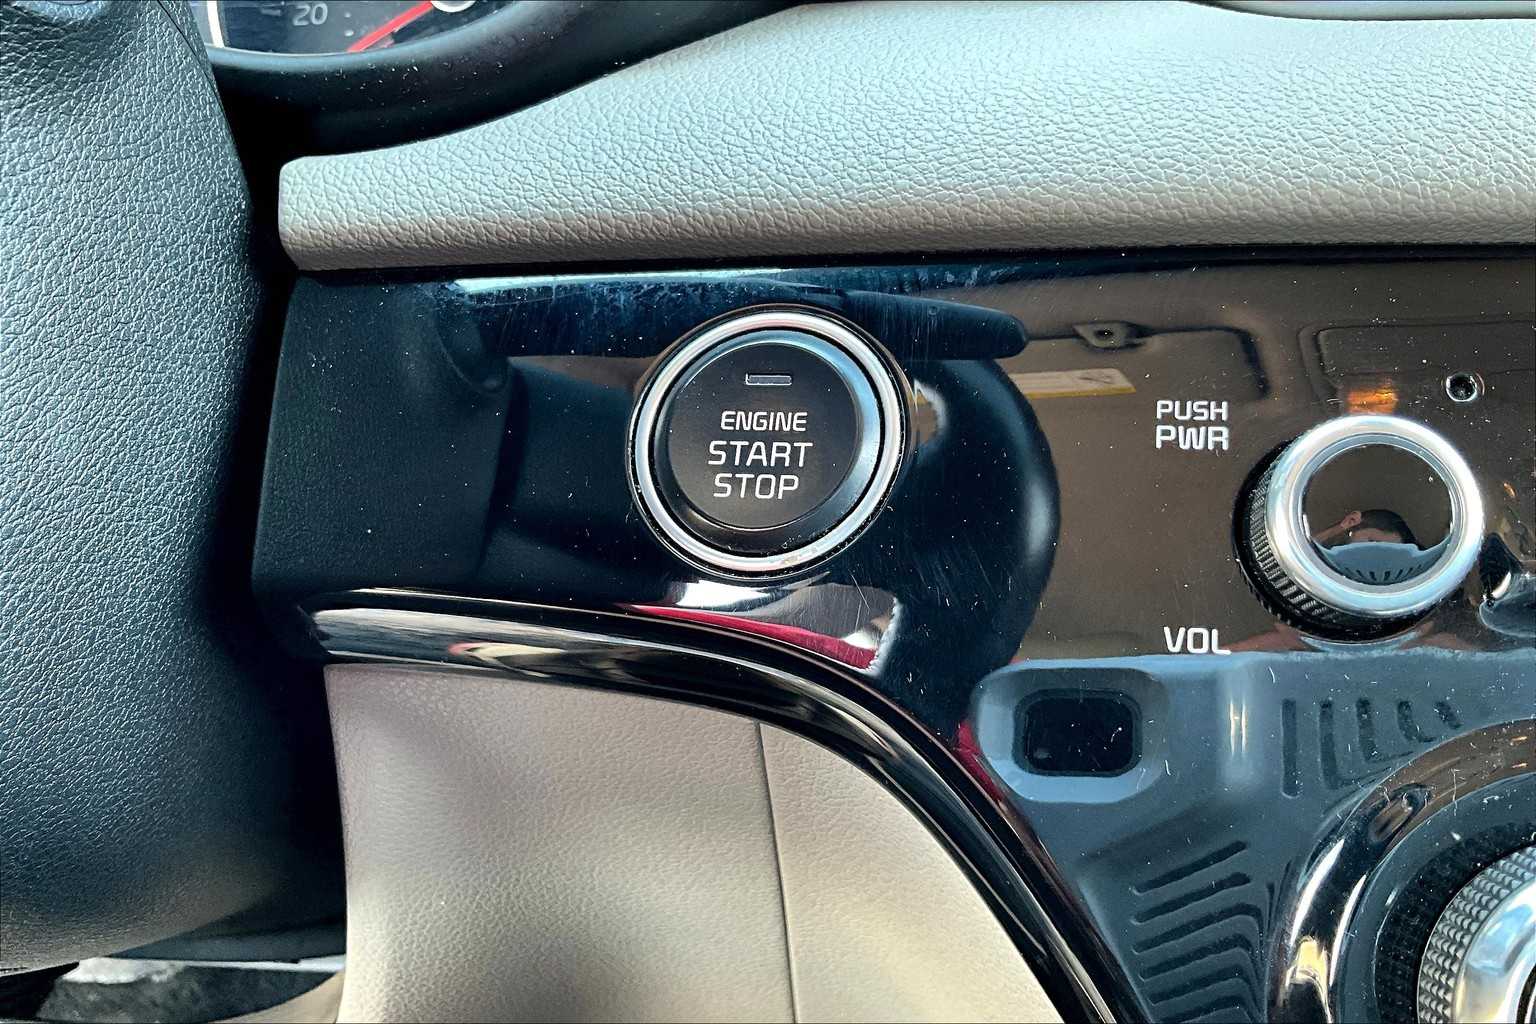 20
ENGINE
START
STOP
PUSH
PWR
VOL